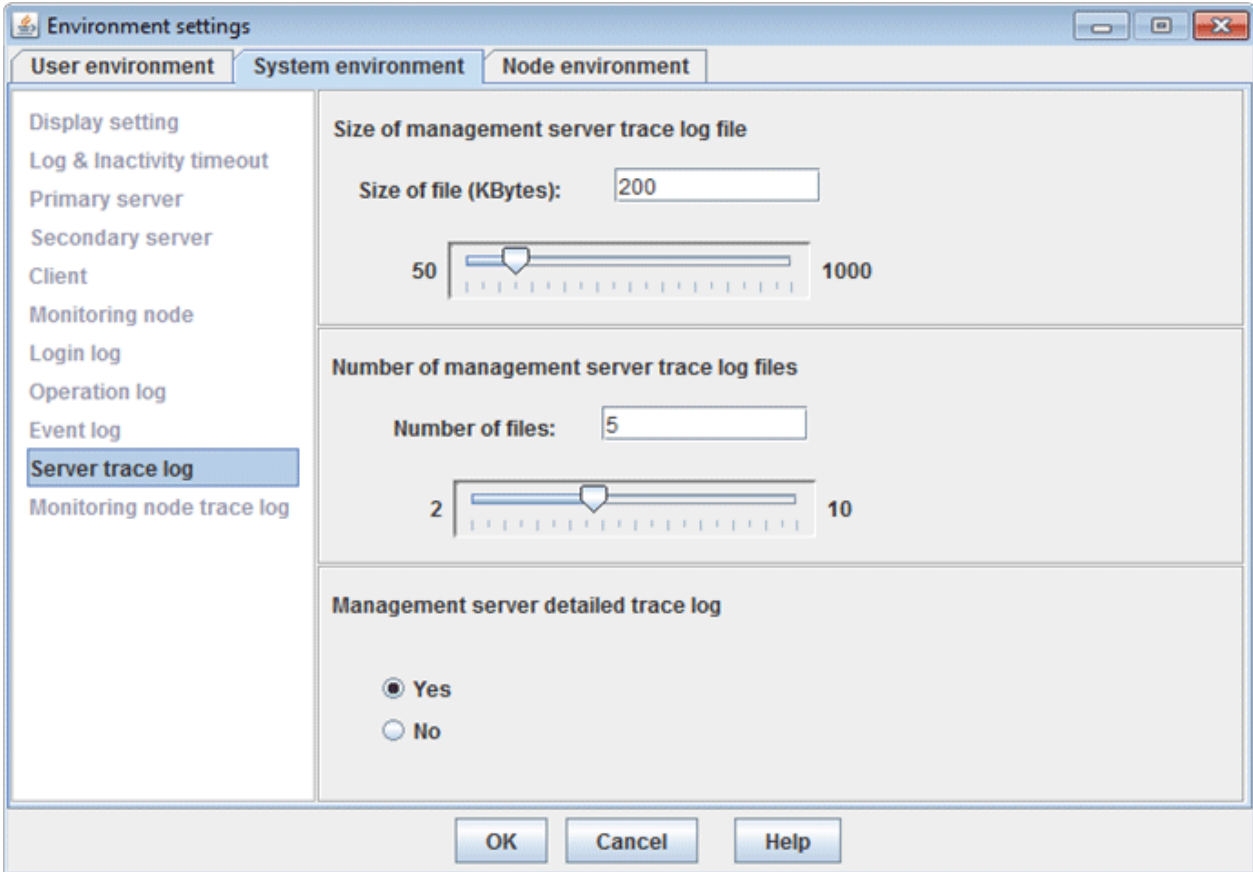 Environment settings
User environment System environment Node environment
Display setting
Log & Inactivity timeout
Primary server
Secondary server
Client
Monitoring node
Login log
Operation log
Event log
Server trace log
Monitoring node trace log
Size of management server trace log file
Size of file (KBytes): 200
50 1000
Number of management server trace log files
Number of files: 5
2 10
Management server detailed trace log
Yes
No
OK Cancel Help